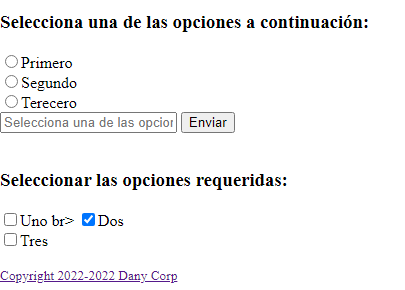 Selecciona una de las opciones a continuación:
Primero
Segundo
Terecero
Selecciona una de las opcion Enviar
Seleccionar las opciones requeridas:
Uno br> Dos
Tres
Copyright 2022-2022 Dany Corp